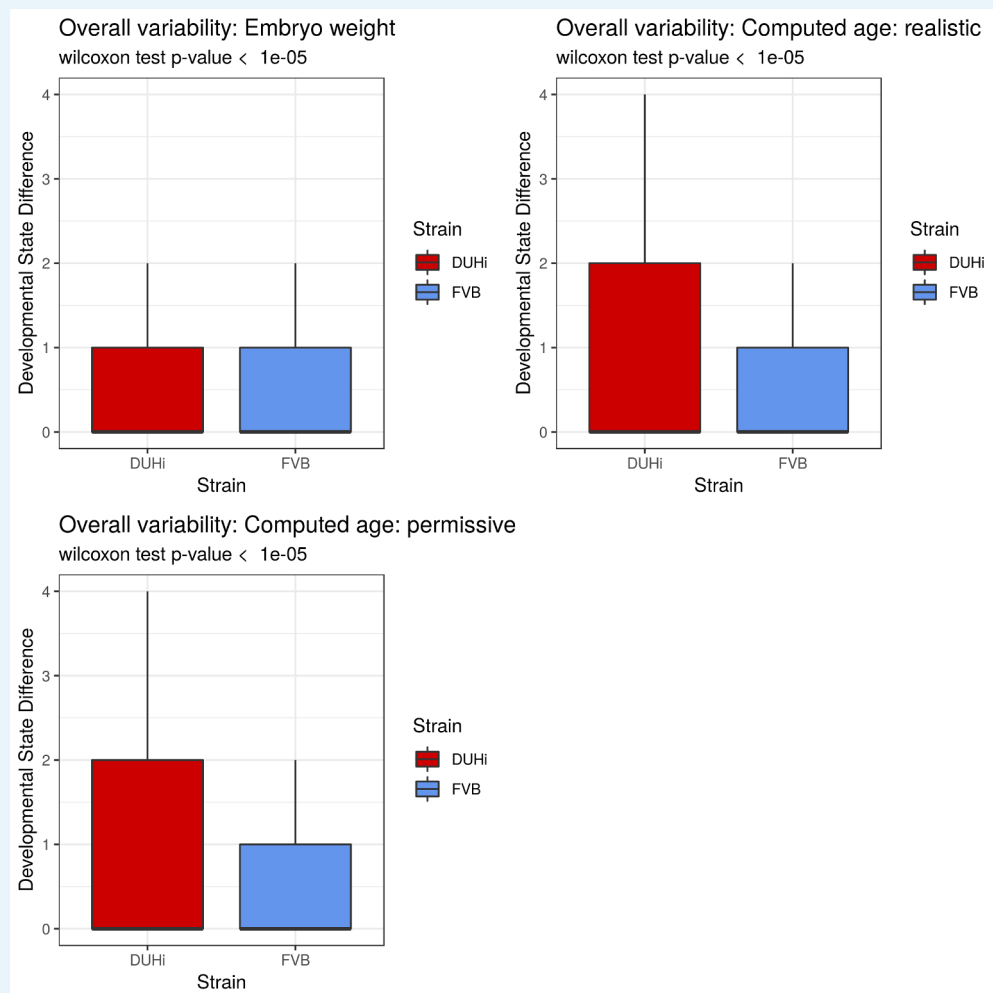 Overall variability: Embryo weight
wilcoxon test p-value <  1e-05
4
3
2
1
0
Developmental State Difference
DUHi
FVB
Strain
Strain
DUHi
FVB
Overall variability: Computed age: realistic
wilcoxon test p-value <  1e-05
4
3
2
1
0
Developmental State Difference
DUHi
FVB
Strain
Strain
DUHi
FVB
Overall variability: Computed age: permissive
wilcoxon test p-value <  1e-05
4
3
2
1
0
Developmental State Difference
DUHi
FVB
Strain
Strain
DUHi
FVB